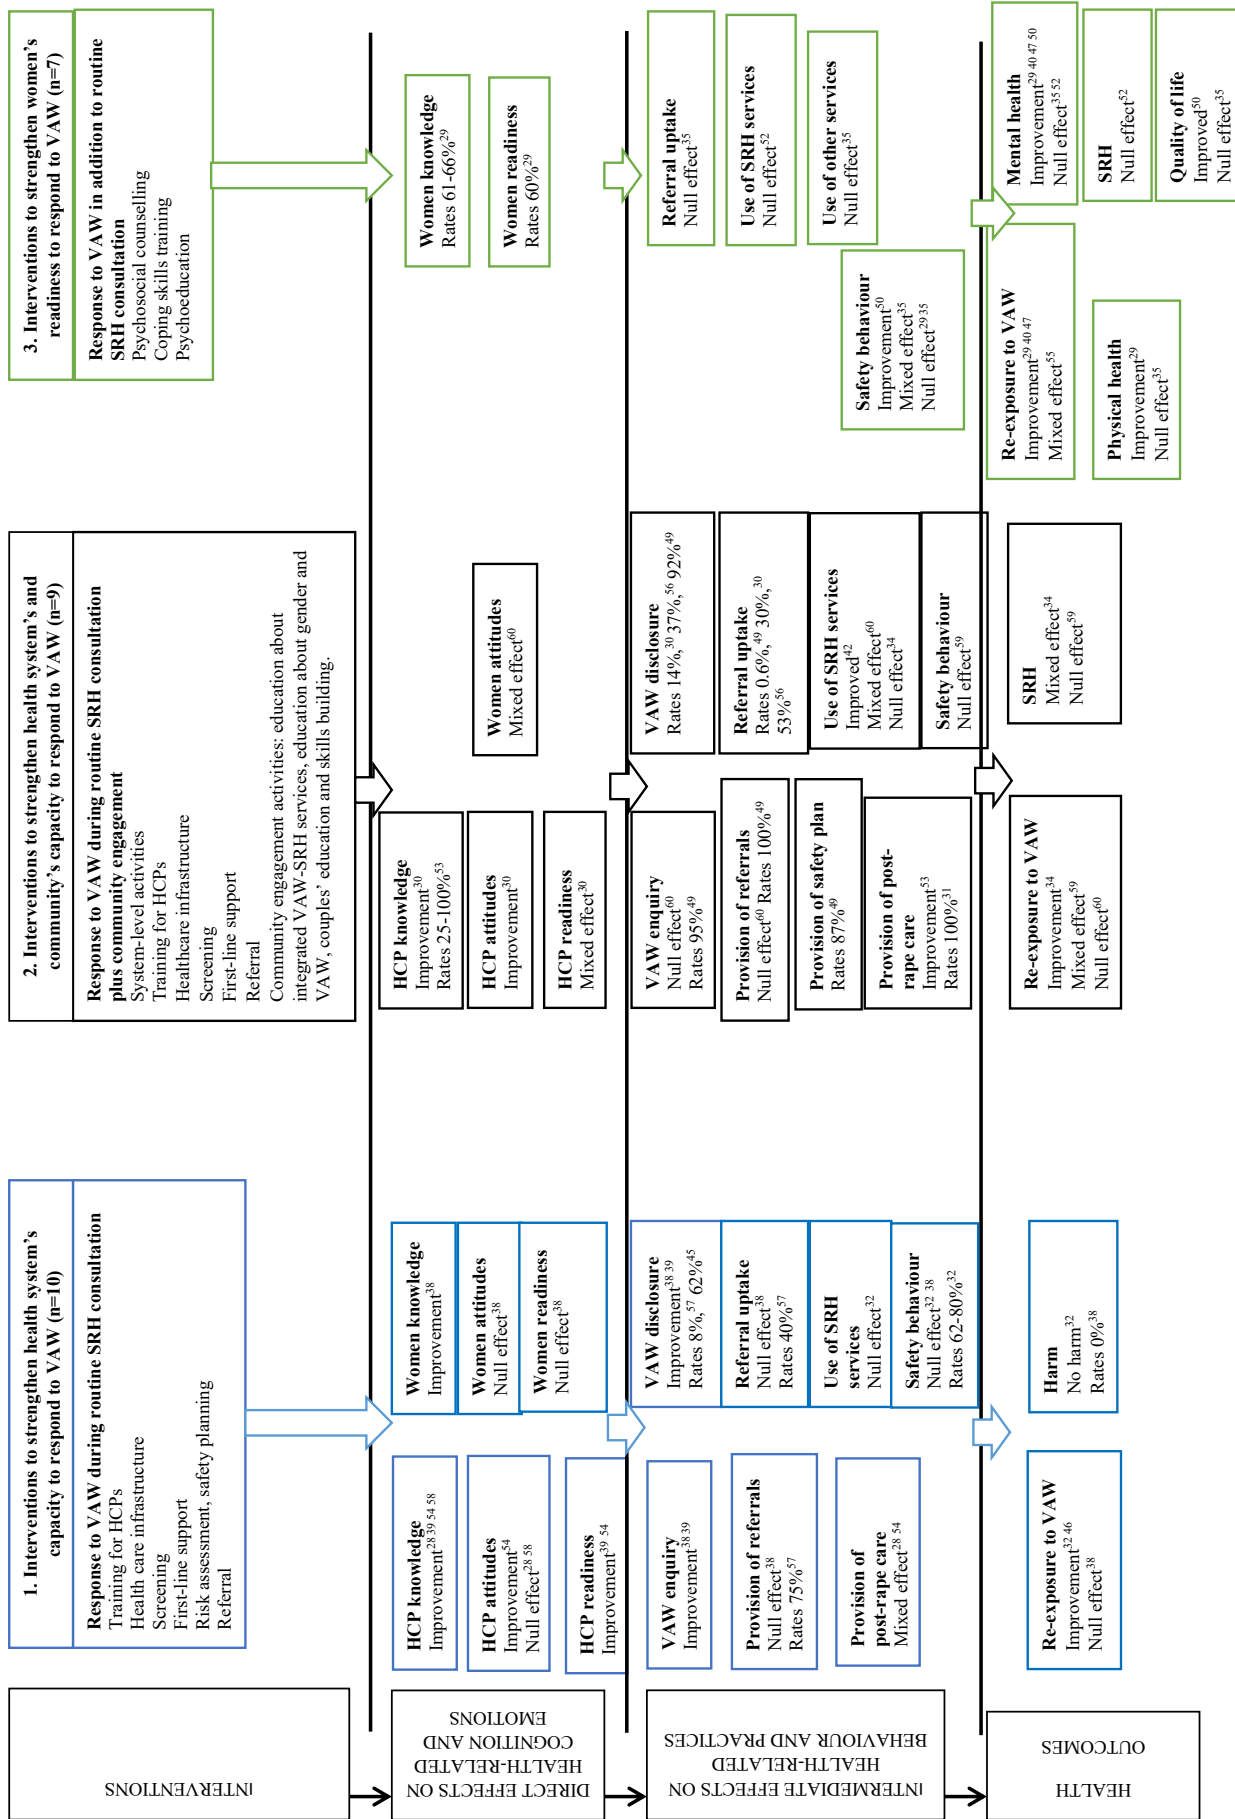 INTERVENTIONS
1. Interventions to strengthen health system's
capacity to respond to VAW (n=10)
Response to VAW during routine SRH consultation
Training for HCPs
Health care infrastructure
Screening
First-line support
Risk assessment, safety planning
Referral
2. Interventions to strengthen health system's and
community's capacity to respond to VAW (n=9)
Response to VAW during routine SRH consultation
plus community engagement
System-level activities
Training for HCPs
Healthcare infrastructure
Screening
First-line support
Referral
Community engagement activities: education about
integrated VAW-SRH services, education about gender and
VAW, couples' education and skills building.
3. Interventions to strengthen women's
readiness to respond to VAW (n=7)
Response to VAW in addition to routine
SRH consultation
Psychosocial counselling
Coping skills training
Psychoeducation
DIRECT EFFECTS ON
HEALTH-RELATED
COGNITION AND
EMOTIONS
HCP knowledge
Improvement28 39 54 58
HCP attitudes
Improvement54
Null effect28 58
HCP readiness
Improvement39 54
Women knowledge
Improvement38
Women attitudes
Null effect38
Women readiness
Null effect38
HCP knowledge
Improvement30
Rates 25-100%53
HCP attitudes
Improvement30
HCP readiness
Mixed effect30
Women attitudes
Mixed effect60
Women knowledge
Rates 61-66%29
Women readiness
Rates 60%29
INTERMEDIATE EFFECTS ON
HEALTH-RELATED
BEHAVIOUR AND PRACTICES
VAW enquiry
Improvement38 39
Provision of referrals
Null effect38
Rates 75%57
Provision of
post-rape care
Mixed effect28 54
VAW disclosure
Improvement38 39
Rates 8%,57 62%45
Referral uptake
Null effect38
Rates 40%57
Use of SRH
services
Null effect32
Safety behaviour
Null effect32 38
Rates 62-80%32
VAW enquiry
Null effect60
Rates 95%49
Provision of referrals
Null effect60 Rates 100%49
Provision of safety plan
Rates 87%49
Provision of post-
rape care
Improvement53
Rates 100%31
VAW disclosure
Rates 14%,30 37%,56 92%49
Referral uptake
Rates 0.6%,49 30%,30
53%56
Use of SRH services
Improved42
Mixed effect60
Null effect34
Safety behaviour
Null effect59
Referral uptake
Null effect35
Use of SRH services
Null effect52
Use of other services
Null effect35
Safety behaviour
Improvement50
Mixed effect35
Null effect29 35
HEALTH
OUTCOMES
Re-exposure to VAW
Improvement32 46
Null effect38
Harm
No harm32
Rates 0%38
Re-exposure to VAW
Improvement34
Mixed effect59
Null effect60
SRH
Mixed effect34
Null effect59
Re-exposure to VAW
Improvement29 40 47
Mixed effect55
Physical health
Improvement29
Null effect35
Mental health
Improvement29 40 47 50
Null effect35 52
SRH
Null effect52
Quality of life
Improved50
Null effect35